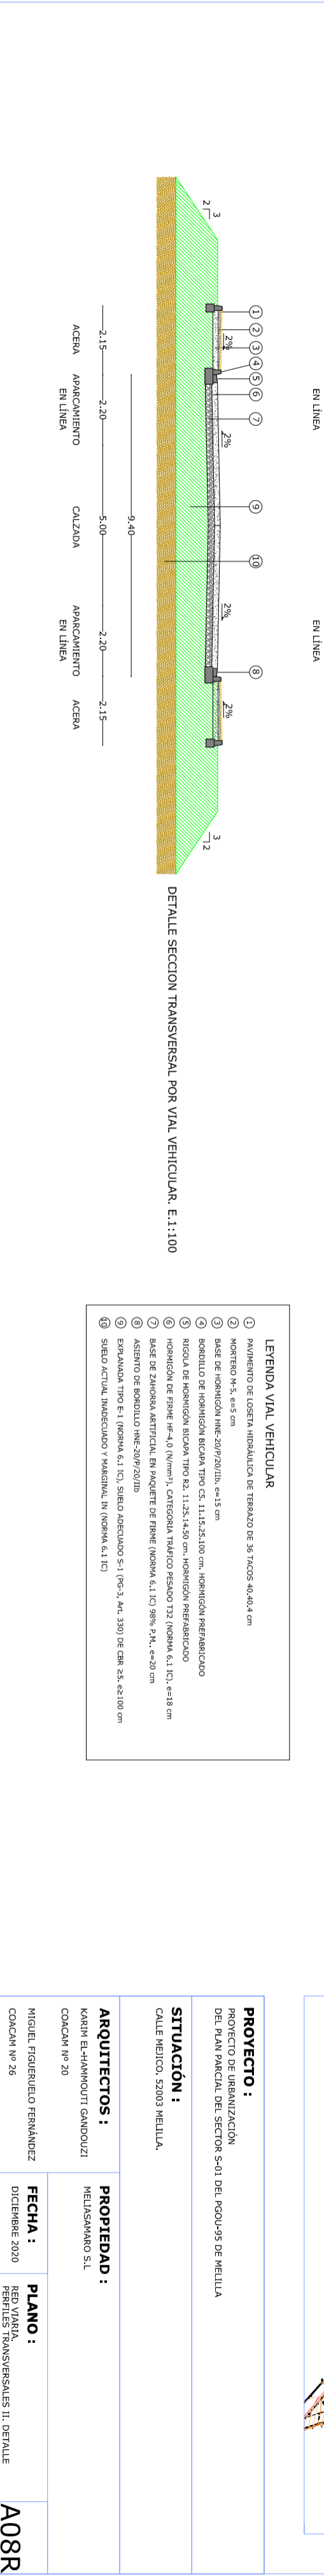 EN LÍNEA
EN LÍNEA
2
3
1
2
3
4
5
6
7
9
10
8
2%
2%
2%
2%
3
2
9.40
2.15
2.20
5.00
2.20
2.15
ACERA
APARCAMIENTO
EN LÍNEA
CALZADA
APARCAMIENTO
EN LÍNEA
ACERA
DETALLE SECCION TRANSVERSAL POR VIAL VEHICULAR. E.1:100
LEYENDA VIAL VEHICULAR
1 PAVIMENTO DE LOSETA HIDRÁULICA DE TERRAZO DE 36 TACOS 40.40.4 cm
2 MORTERO M-5, e=5 cm
3 BASE DE HORMIGÓN HNE-20/P/20/IIb, e=15 cm
4 BORDILLO DE HORMIGÓN BICAPA TIPO C5. 11.15.25.100 cm. HORMIGÓN PREFABRICADO
5 RIGOLA DE HORMIGÓN BICAPA TIPO R2. 11.25.14.50 cm. HORMIGÓN PREFABRICADO
6 HORMIGÓN DE FIRME HF-4,0 (N/mm²). CATEGORIA TRÁFICO PESADO T32 (NORMA 6.1 IC). e=18 cm
7 BASE DE ZAHORRA ARTIFICIAL EN PAQUETE DE FIRME (NORMA 6.1 IC) 98% P.M.. e=20 cm
8 ASIENTO DE BORDILLO HNE-20/P/20/IIb
9 EXPLANADA TIPO E-1 (NORMA 6.1 IC), SUELO ADECUADO S-1 (PG-3, Art. 330) DE CBR ≥5. e≥100 cm
10 SUELO ACTUAL INADECUADO Y MARGINAL IN (NORMA 6.1 IC)
PROYECTO :
PROYECTO DE URBANIZACIÓN
DEL PLAN PARCIAL DEL SECTOR S-01 DEL PGOU-95 DE MELILLA
SITUACIÓN :
CALLE MEJICO. 52003 MELILLA.
ARQUITECTOS :
KARIM EL-HAMMOUTI GANDOUZI
COACAM Nº 20
MIGUEL FIGUERUELO FERNÁNDEZ
COACAM Nº 26
PROPIEDAD :
MELIASAMARO S.L
FECHA :
DICIEMBRE 2020
PLANO :
RED VIARIA.
PERFILES TRANSVERSALES II. DETALLE
A08R